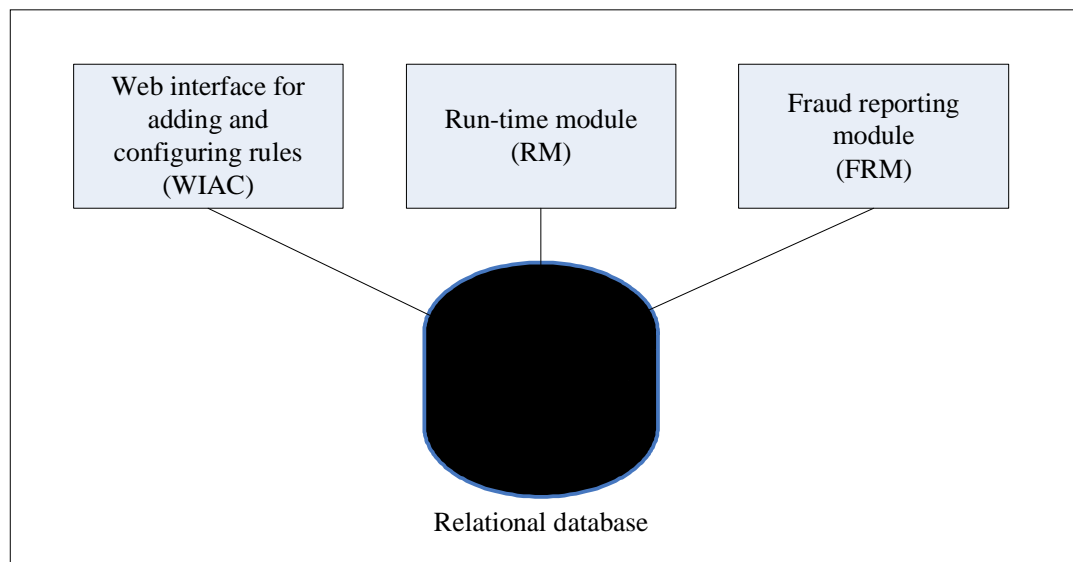 Web interface for
adding and
configuring rules
(WIAC)
Run-time module
(RM)
Fraud reporting
module
(FRM)
Relational database